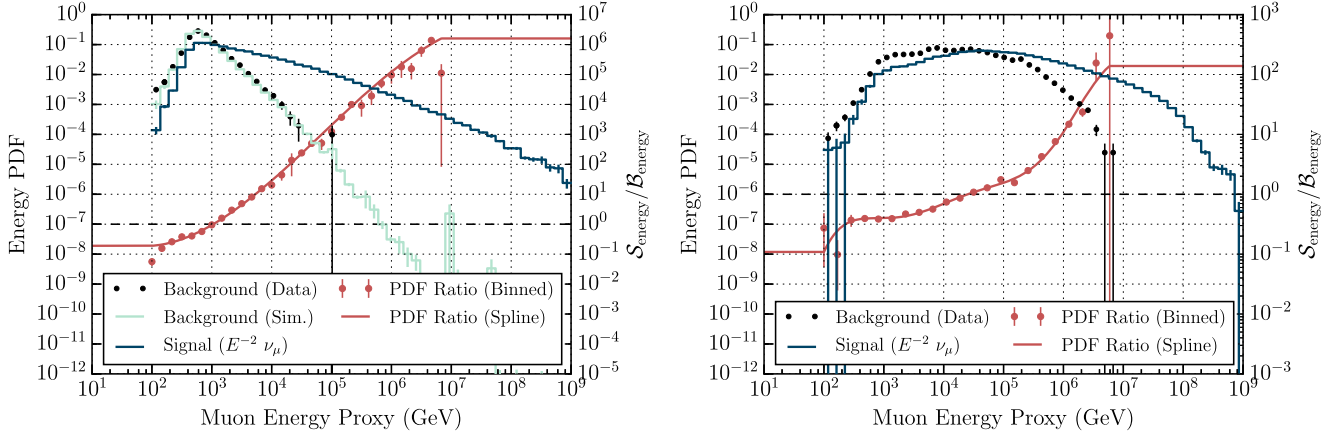 10^0
10^-1
10^-2
10^-3
10^-4
10^-5
10^-6
10^-7
10^-8
10^-9
10^-10
10^-11
10^-12
Energy PDF
10^7
10^6
10^5
10^4
10^3
10^2
10^1
10^0
10^-1
10^-2
10^-3
10^-4
10^-5
S_energy/B_energy
Background (Data)
Background (Sim.)
Signal (E^-2 ν_μ)
PDF Ratio (Binned)
PDF Ratio (Spline)
10^1 10^2 10^3 10^4 10^5 10^6 10^7 10^8 10^9
Muon Energy Proxy (GeV)
10^0
10^-1
10^-2
10^-3
10^-4
10^-5
10^-6
10^-7
10^-8
10^-9
10^-10
10^-11
10^-12
Energy PDF
10^3
10^2
10^1
10^0
10^-1
10^-2
10^-3
S_energy/B_energy
Background (Data)
Signal (E^-2 ν_μ)
PDF Ratio (Binned)
PDF Ratio (Spline)
10^1 10^2 10^3 10^4 10^5 10^6 10^7 10^8 10^9
Muon Energy Proxy (GeV)